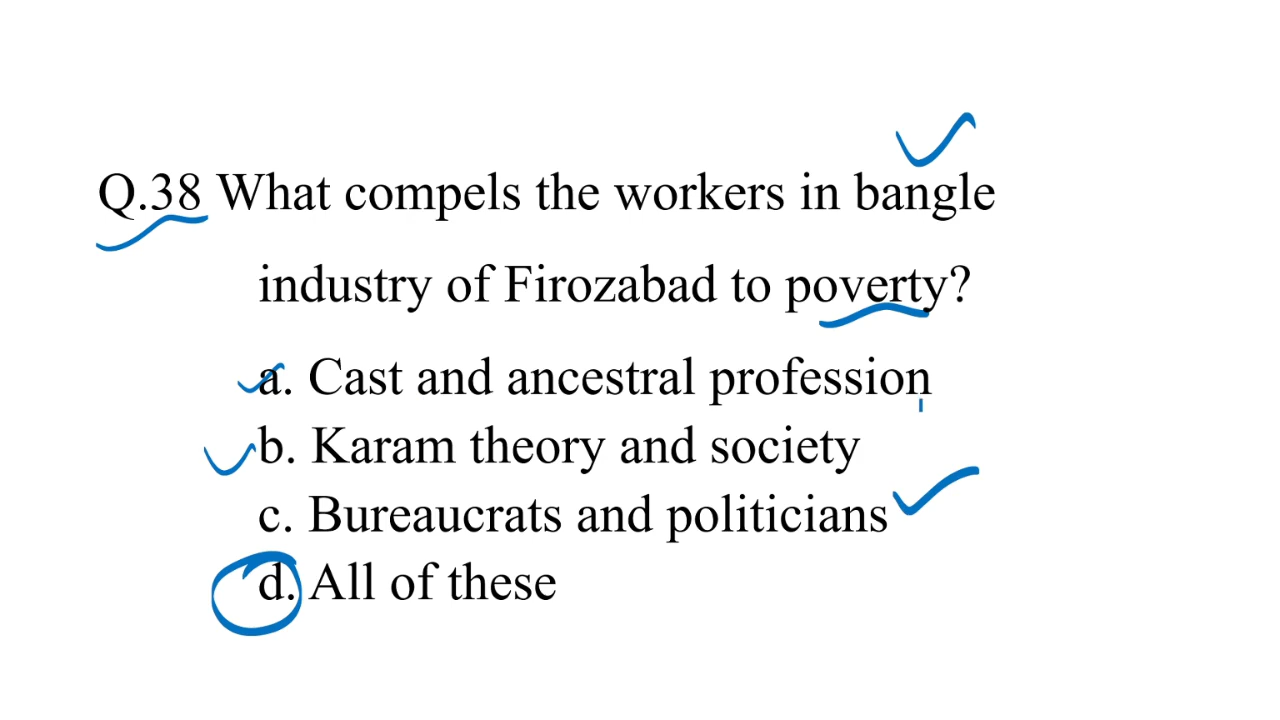 Q.38 What compels the workers in bangle
industry of Firozabad to poverty?
a. Cast and ancestral profession
b. Karam theory and society
c. Bureaucrats and politicians
d. All of these